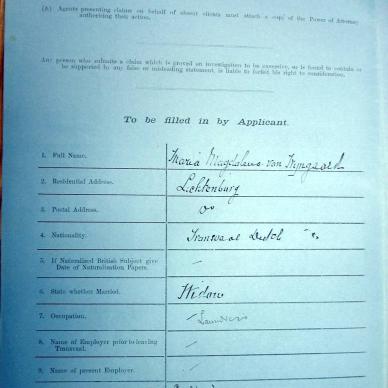 (b) Agents presenting claims on behalf of absent clients must attach a copy of the Power of Attorney
authorizing their action.
Any person who submits a claim which is proved on investigation to be excessive, or is found to contain or
be supported by any false or misleading statement, is liable to forfeit his right to consideration.
To be filled in by Applicant.
1. Full Name. Maria Magdalena van Wyngaard
2. Residential Address. Lichtenburg
3. Postal Address. Do
4. Nationality. Transvaal Dutch
5. If Naturalized British Subject give
Date of Naturalization Papers. –
6. State whether Married. Widow
7. Occupation. –
8. Name of Employer prior to leaving
Transvaal. –
9. Name of present Employer. –